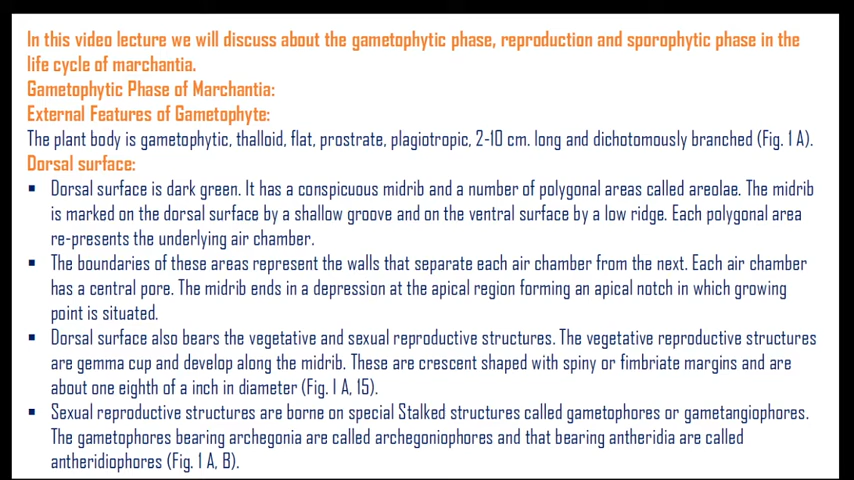 In this video lecture we will discuss about the gametophytic phase, reproduction and sporophytic phase in the
life cycle of marchantia.
Gametophytic Phase of Marchantia:
External Features of Gametophyte:
The plant body is gametophytic, thalloid, flat, prostrate, plagiotropic, 2-10 cm. long and dichotomously branched (Fig. 1 A).
Dorsal surface:
▪ Dorsal surface is dark green. It has a conspicuous midrib and a number of polygonal areas called areolae. The midrib
is marked on the dorsal surface by a shallow groove and on the ventral surface by a low ridge. Each polygonal area
re-presents the underlying air chamber.
▪ The boundaries of these areas represent the walls that separate each air chamber from the next. Each air chamber
has a central pore. The midrib ends in a depression at the apical region forming an apical notch in which growing
point is situated.
▪ Dorsal surface also bears the vegetative and sexual reproductive structures. The vegetative reproductive structures
are gemma cup and develop along the midrib. These are crescent shaped with spiny or fimbriate margins and are
about one eighth of a inch in diameter (Fig. I A, 15).
▪ Sexual reproductive structures are borne on special Stalked structures called gametophores or gametangiophores.
The gametophores bearing archegonia are called archegoniophores and that bearing antheridia are called
antheridiophores (Fig. 1 A, B).